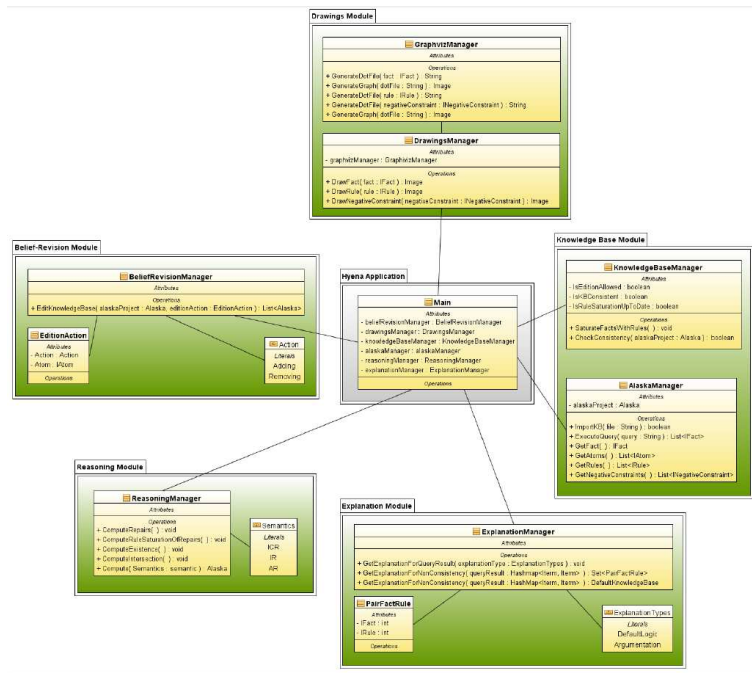 Drawings Module
GraphvizManager
Attributes
Operations
+ GenerateDotFile( fact : IFact ) : String
+ GenerateGraph( dotFile : String ) : Image
+ GenerateDotFile( rule : IRule ) : String
+ GenerateDotFile( negativeConstraint : INegativeConstraint ) : String
+ GenerateGraph( dotFile : String ) : Image
DrawingsManager
Attributes
- graphvizManager : GraphvizManager
Operations
+ DrawFact( fact : IFact ) : Image
+ DrawRule( rule : IRule ) : Image
+ DrawNegativeConstraint( negativeConstraint : INegativeConstraint ) : Image
Belief-Revision Module
BeliefRevisionManager
Attributes
Operations
+ EditKnowledgeBase( alaskaProject : Alaska, editionAction : EditionAction ) : List<Alaska>
EditionAction
Attributes
- Action : Action
- Atom : IAtom
Operations
Action
Literals
Adding
Removing
Hyena Application
Main
Attributes
- beliefRevisionManager : BeliefRevisionManager
- drawingsManager : DrawingsManager
- knowledgeBaseManager : KnowledgeBaseManager
- alaskaManager : alaskaManager
- reasoningManager : ReasoningManager
- explanationManager : ExplanationManager
Operations
Knowledge Base Module
KnowledgeBaseManager
Attributes
- IsEditionAllowed : boolean
- IsKBConsistent : boolean
- IsRuleSaturationUpToDate : boolean
Operations
+ SaturateFactsWithRules( ) : void
+ CheckConsistency( alaskaProject : Alaska ) : boolean
AlaskaManager
Attributes
- alaskaProject : Alaska
Operations
+ ImportKB( file : String ) : boolean
+ ExecuteQuery( query : String ) : List<IFact>
+ GetFact( ) : IFact
+ GetAtoms( ) : List<IAtom>
+ GetRules( ) : List<IRule>
+ GetNegativeConstraints( ) : List<INegativeConstraint>
Reasoning Module
ReasoningManager
Attributes
Operations
+ ComputeRepairs( ) : void
+ ComputeRuleSaturationOfRepairs( ) : void
+ ComputeExistence( ) : void
+ ComputeIntersection( ) : void
+ Compute( Semantics : semantic ) : Alaska
Semantics
Literals
ICR
IR
AR
Explanation Module
ExplanationManager
Attributes
Operations
+ GetExplanationForQueryResult( explanationType : ExplanationTypes ) : void
+ GetExplanationForNonConsistency( queryResult : HashMap<Iterm, Iterm> ) : Set<PairFactRule>
+ GetExplanationForNonConsistency( queryResult : HashMap<Iterm, Iterm> ) : DefaultKnowledgeBase
PairFactRule
Attributes
- IFact : int
- IRule : int
Operations
ExplanationTypes
Literals
DefaultLogic
Argumentation